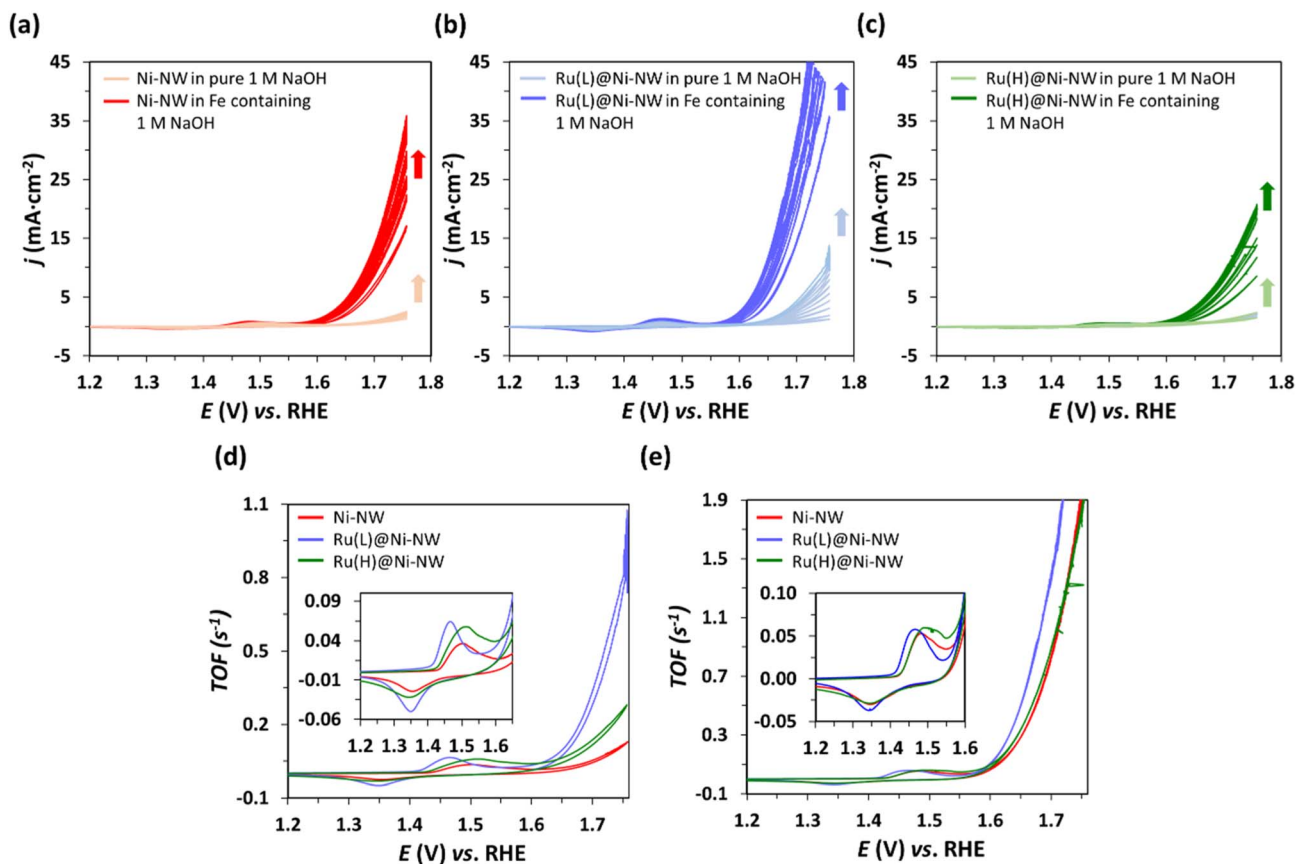 (a)
(b)
(c)
45
35
25
15
5
-5
j (mA·cm-2)
Ni-NW in pure 1 M NaOH
Ni-NW in Fe containing
1 M NaOH
1.2 1.3 1.4 1.5 1.6 1.7 1.8
E (V) vs. RHE
45
35
25
15
5
-5
j (mA·cm-2)
Ru(L)@Ni-NW in pure 1 M NaOH
Ru(L)@Ni-NW in Fe containing
1 M NaOH
1.2 1.3 1.4 1.5 1.6 1.7 1.8
E (V) vs. RHE
45
35
25
15
5
-5
j (mA·cm-2)
Ru(H)@Ni-NW in pure 1 M NaOH
Ru(H)@Ni-NW in Fe containing
1 M NaOH
1.2 1.3 1.4 1.5 1.6 1.7 1.8
E (V) vs. RHE
(d)
(e)
1.1
0.8
0.5
0.2
-0.1
TOF (s-1)
Ni-NW
Ru(L)@Ni-NW
Ru(H)@Ni-NW
0.09
0.04
-0.01
-0.06
1.2 1.3 1.4 1.5 1.6
1.2 1.3 1.4 1.5 1.6 1.7
E (V) vs. RHE
1.9
1.5
1.1
0.7
0.3
-0.1
TOF (s-1)
Ni-NW
Ru(L)@Ni-NW
Ru(H)@Ni-NW
0.10
0.05
0.00
-0.05
1.2 1.3 1.4 1.5 1.6
1.2 1.3 1.4 1.5 1.6 1.7
E (V) vs. RHE